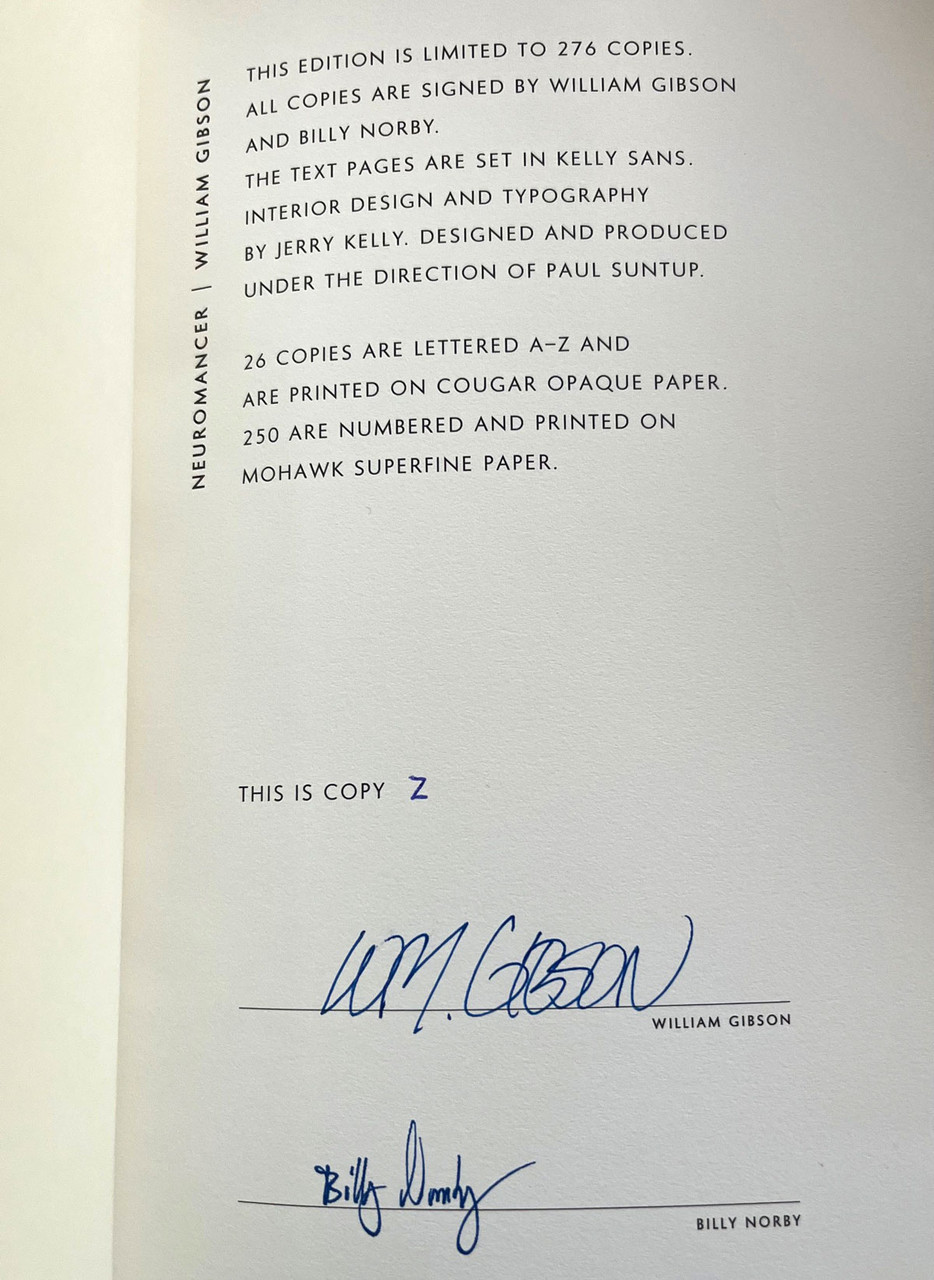 NEUROMANCER | WILLIAM GIBSON
THIS EDITION IS LIMITED TO 276 COPIES.
ALL COPIES ARE SIGNED BY WILLIAM GIBSON
AND BILLY NORBY.
THE TEXT PAGES ARE SET IN KELLY SANS.
INTERIOR DESIGN AND TYPOGRAPHY
BY JERRY KELLY. DESIGNED AND PRODUCED
UNDER THE DIRECTION OF PAUL SUNTUP.
26 COPIES ARE LETTERED A–Z AND
ARE PRINTED ON COUGAR OPAQUE PAPER.
250 ARE NUMBERED AND PRINTED ON
MOHAWK SUPERFINE PAPER.
THIS IS COPY Z
WM. GIBSON
WILLIAM GIBSON
Billy Norby
BILLY NORBY